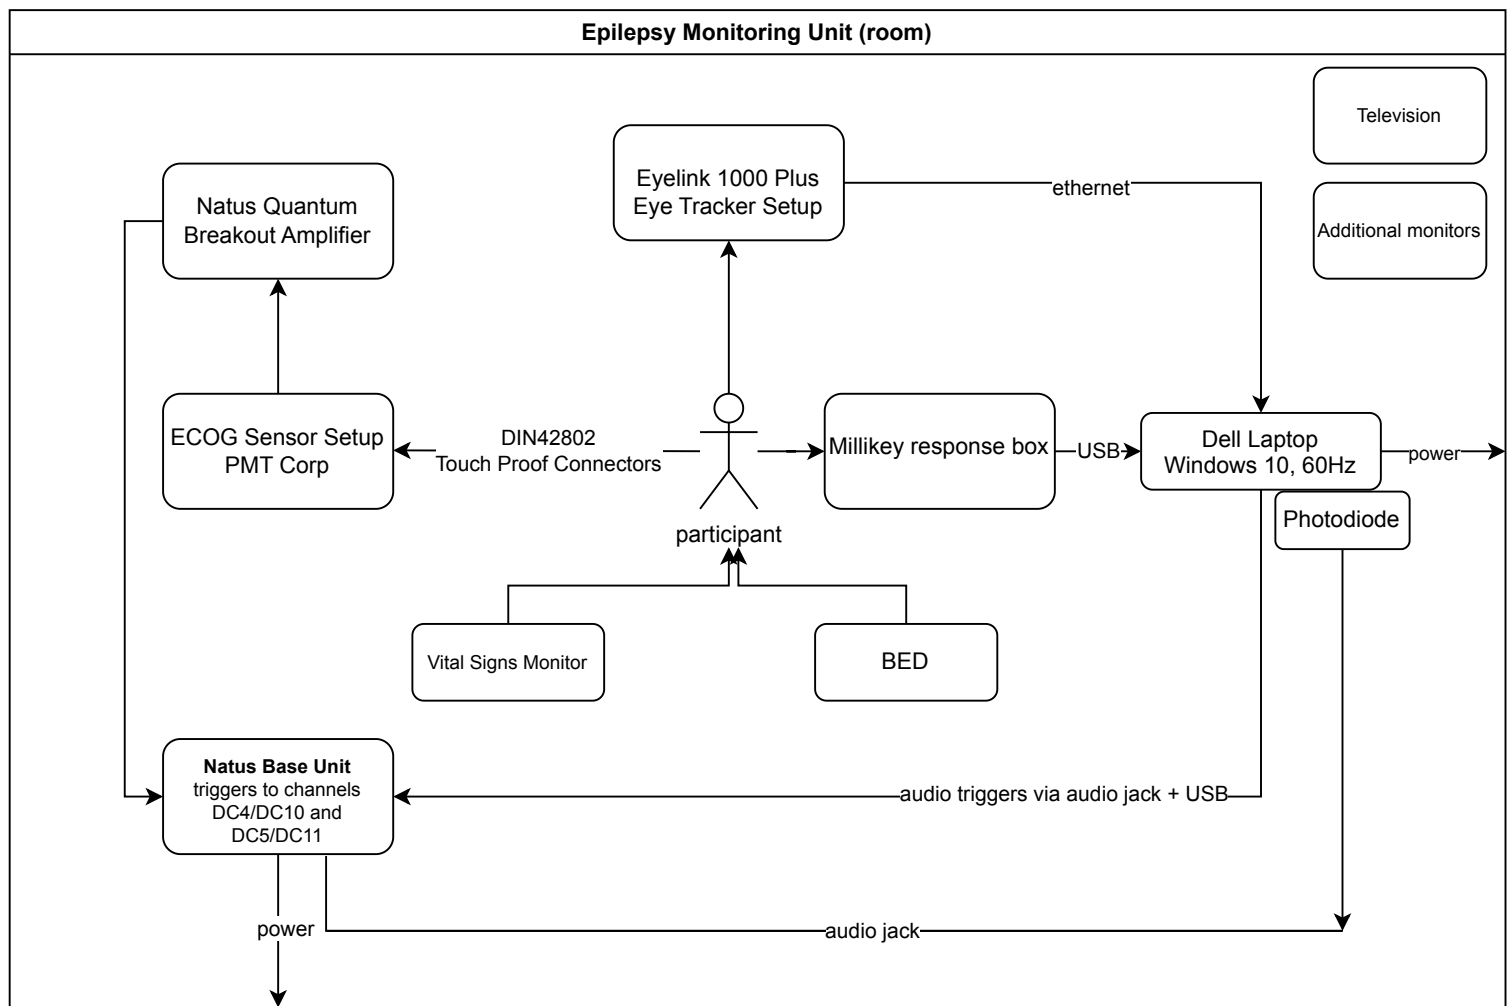 Epilepsy Monitoring Unit (room)
Television
Eyelink 1000 Plus
Eye Tracker Setup
ethernet
Natus Quantum
Breakout Amplifier
Additional monitors
ECOG Sensor Setup
PMT Corp
DIN42802
Touch Proof Connectors
Millikey response box
USB
Dell Laptop
Windows 10, 60Hz
power
Photodiode
participant
Vital Signs Monitor
BED
Natus Base Unit
triggers to channels
DC4/DC10 and
DC5/DC11
audio triggers via audio jack + USB
power
audio jack